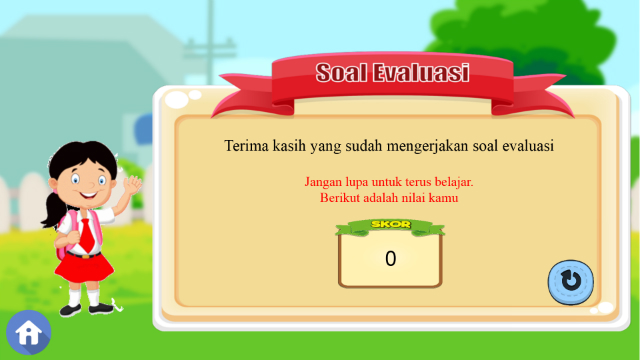 Soal Evaluasi
Terima kasih yang sudah mengerjakan soal evaluasi
Jangan lupa untuk terus belajar.
Berikut adalah nilai kamu
SKOR
0